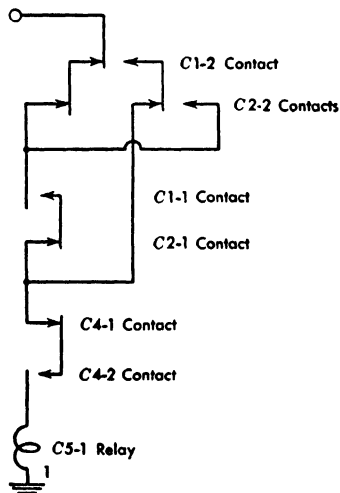 C1-2 Contact
C2-2 Contacts
C1-1 Contact
C2-1 Contact
C4-1 Contact
C4-2 Contact
C5-1 Relay
1